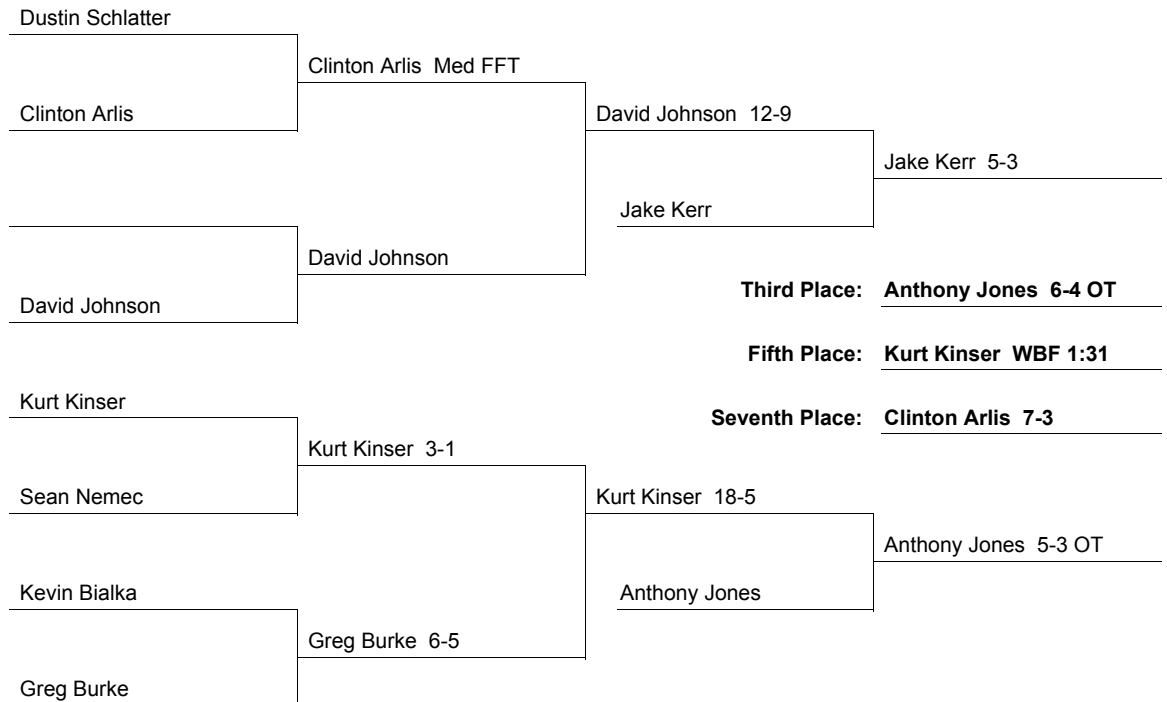 Dustin Schlatter
Clinton Arlis Med FFT
Clinton Arlis
David Johnson 12-9
Jake Kerr 5-3
Jake Kerr
David Johnson
David Johnson
Third Place: Anthony Jones 6-4 OT
Fifth Place: Kurt Kinser WBF 1:31
Kurt Kinser
Seventh Place: Clinton Arlis 7-3
Kurt Kinser 3-1
Sean Nemec
Kurt Kinser 18-5
Anthony Jones 5-3 OT
Kevin Bialka
Anthony Jones
Greg Burke 6-5
Greg Burke